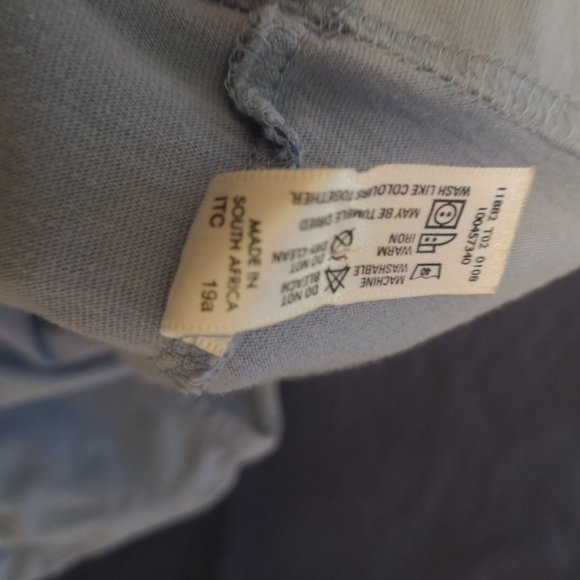 11882 T02 0108
100457340
MACHINE
WASHABLE
40
WARM
IRON
DO NOT
BLEACH
DO NOT
DRY-CLEAN
MAY BE TUMBLE DRIED
WASH LIKE COLOURS TOGETHER.
MADE IN
SOUTH AFRICA
ITC
19a